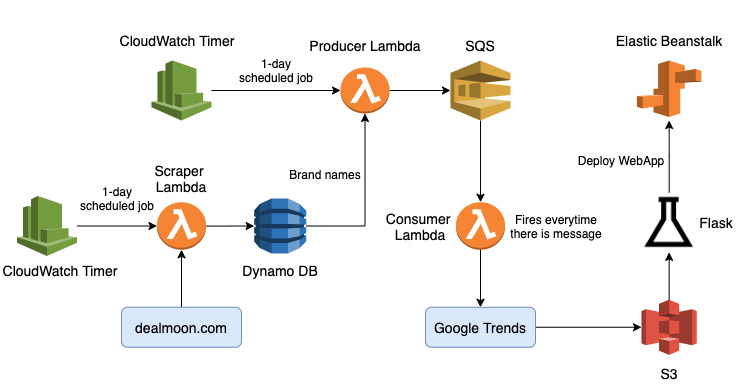 CloudWatch Timer
1-day
scheduled job
Producer Lambda
SQS
Elastic Beanstalk
Brand names
Deploy WebApp
Scraper
Lambda
1-day
scheduled job
CloudWatch Timer
Dynamo DB
Consumer
Lambda
Fires everytime
there is message
Flask
dealmoon.com
Google Trends
S3